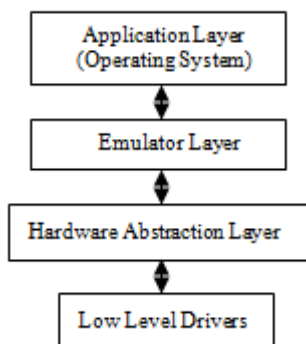 Application Layer
(Operating System)
Emulator Layer
Hardware Abstraction Layer
Low Level Drivers